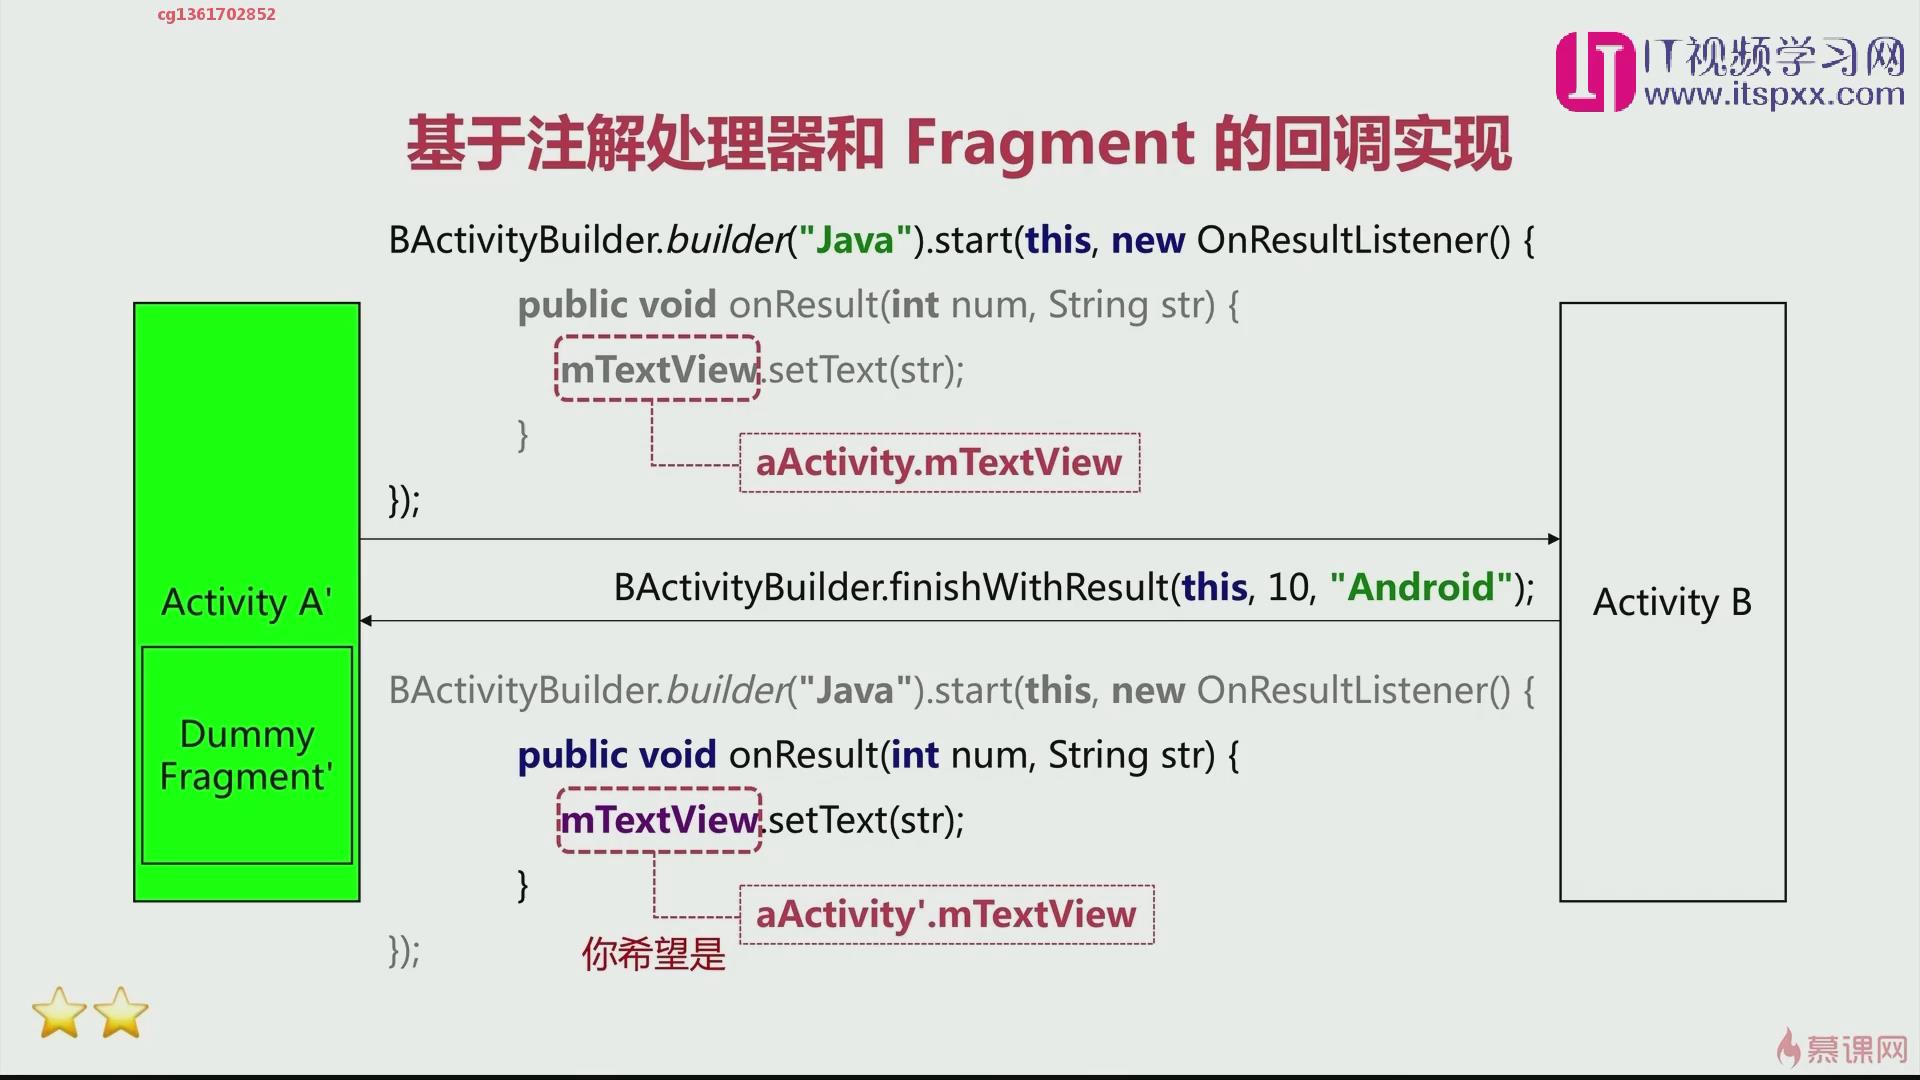 cg1361702852
IT视频学习网
www.itspxx.com
基于注解处理器和 Fragment 的回调实现
BActivityBuilder.builder("Java").start(this, new OnResultListener() {
public void onResult(int num, String str) {
mTextView.setText(str);
}
aActivity.mTextView
});
BActivityBuilder.finishWithResult(this, 10, "Android");
Activity A'
Activity B
BActivityBuilder.builder("Java").start(this, new OnResultListener() {
Dummy
Fragment'
public void onResult(int num, String str) {
mTextView.setText(str);
}
aActivity'.mTextView
你希望是
});
慕课网